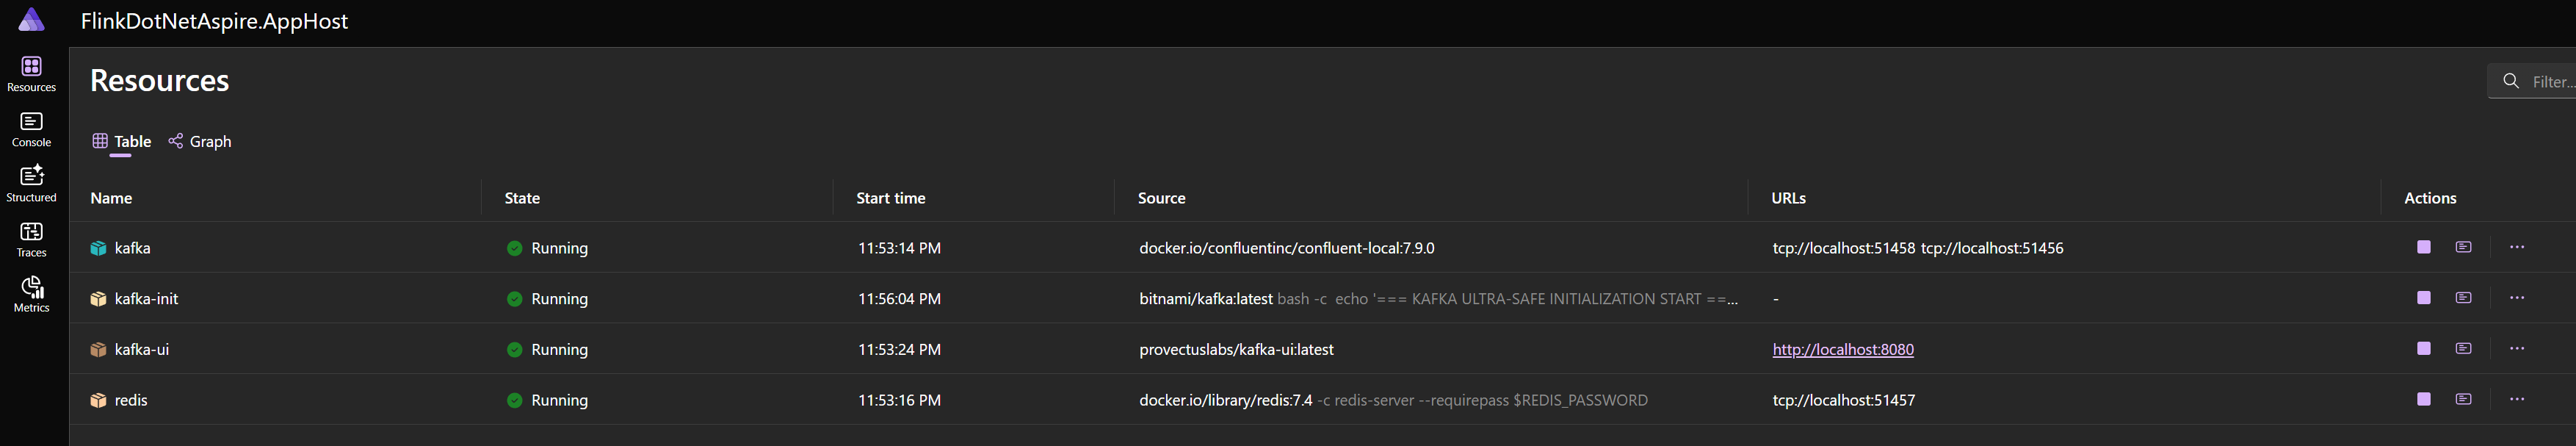 FlinkDotNetAspire.AppHost
Resources
Console
Structured
Traces
Metrics
Resources
Filter...
Table Graph
Name State Start time Source URLs Actions
kafka Running 11:53:14 PM docker.io/confluentinc/confluent-local:7.9.0 tcp://localhost:51458 tcp://localhost:51456
kafka-init Running 11:56:04 PM bitnami/kafka:latest bash -c echo '=== KAFKA ULTRA-SAFE INITIALIZATION START ==... -
kafka-ui Running 11:53:24 PM provectuslabs/kafka-ui:latest http://localhost:8080
redis Running 11:53:16 PM docker.io/library/redis:7.4 -c redis-server --requirepass $REDIS_PASSWORD tcp://localhost:51457